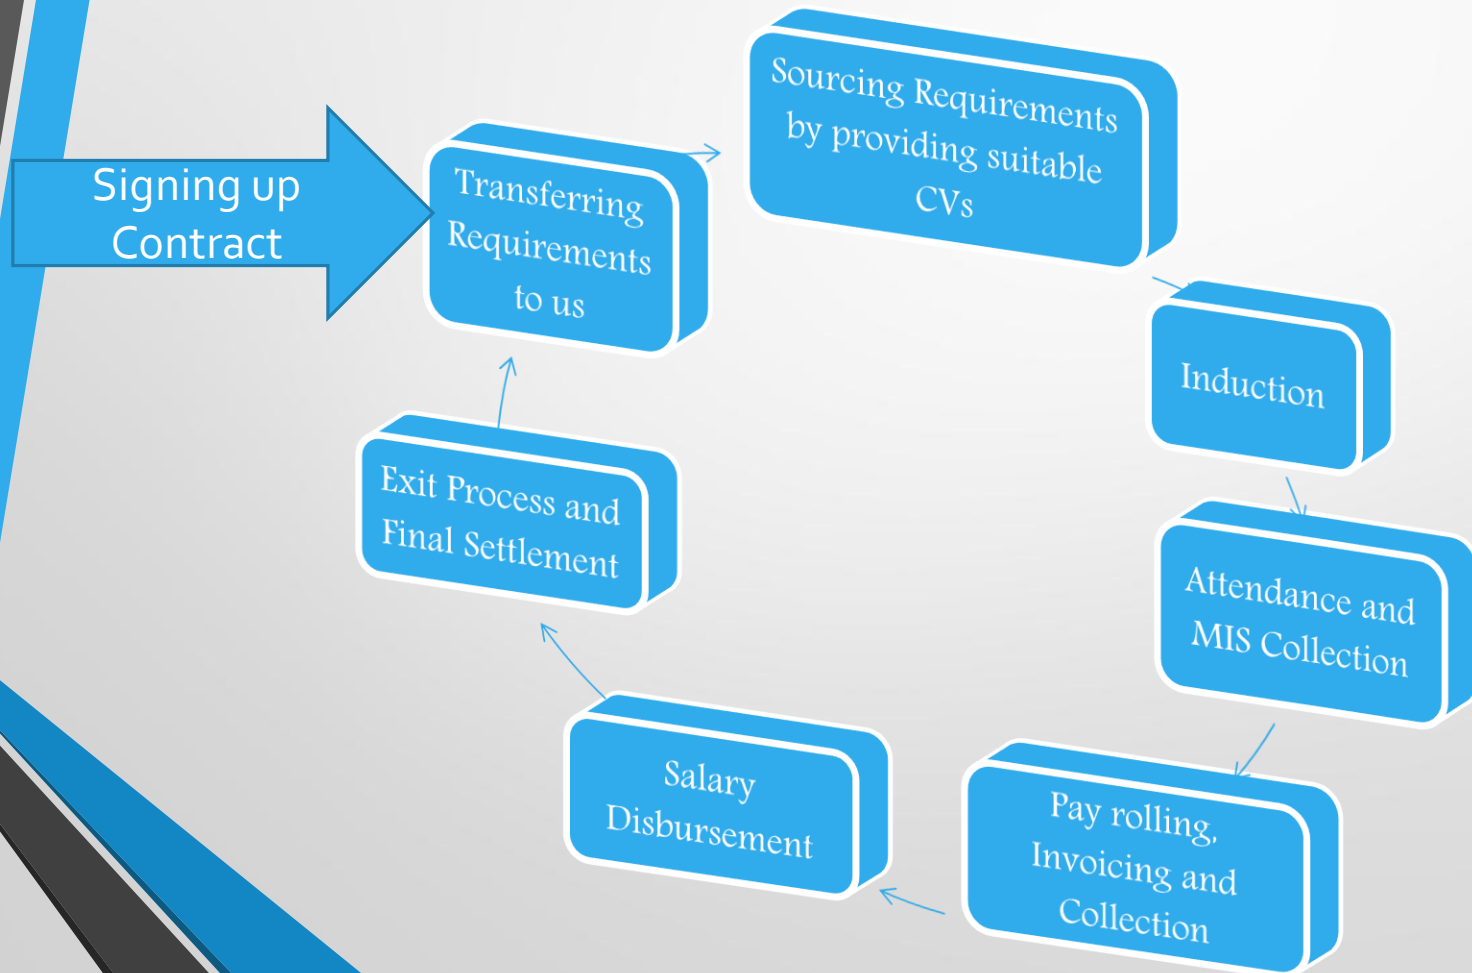 Signing up
Contract
Transferring
Requirements
to us
Sourcing Requirements
by providing suitable
CVs
Induction
Attendance and
MIS Collection
Pay rolling,
Invoicing and
Collection
Salary
Disbursement
Exit Process and
Final Settlement